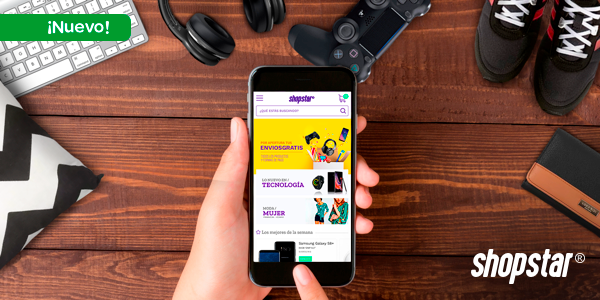 ¡Nuevo!
shopstar®
¿QUÉ ESTÁS BUSCANDO?
ENVIOSGRATIS
LO NUEVO EN /
TECNOLOGÍA
MODA /
MUJER
Los mejores de la semana
Samsung Galaxy S8+
shopstar®